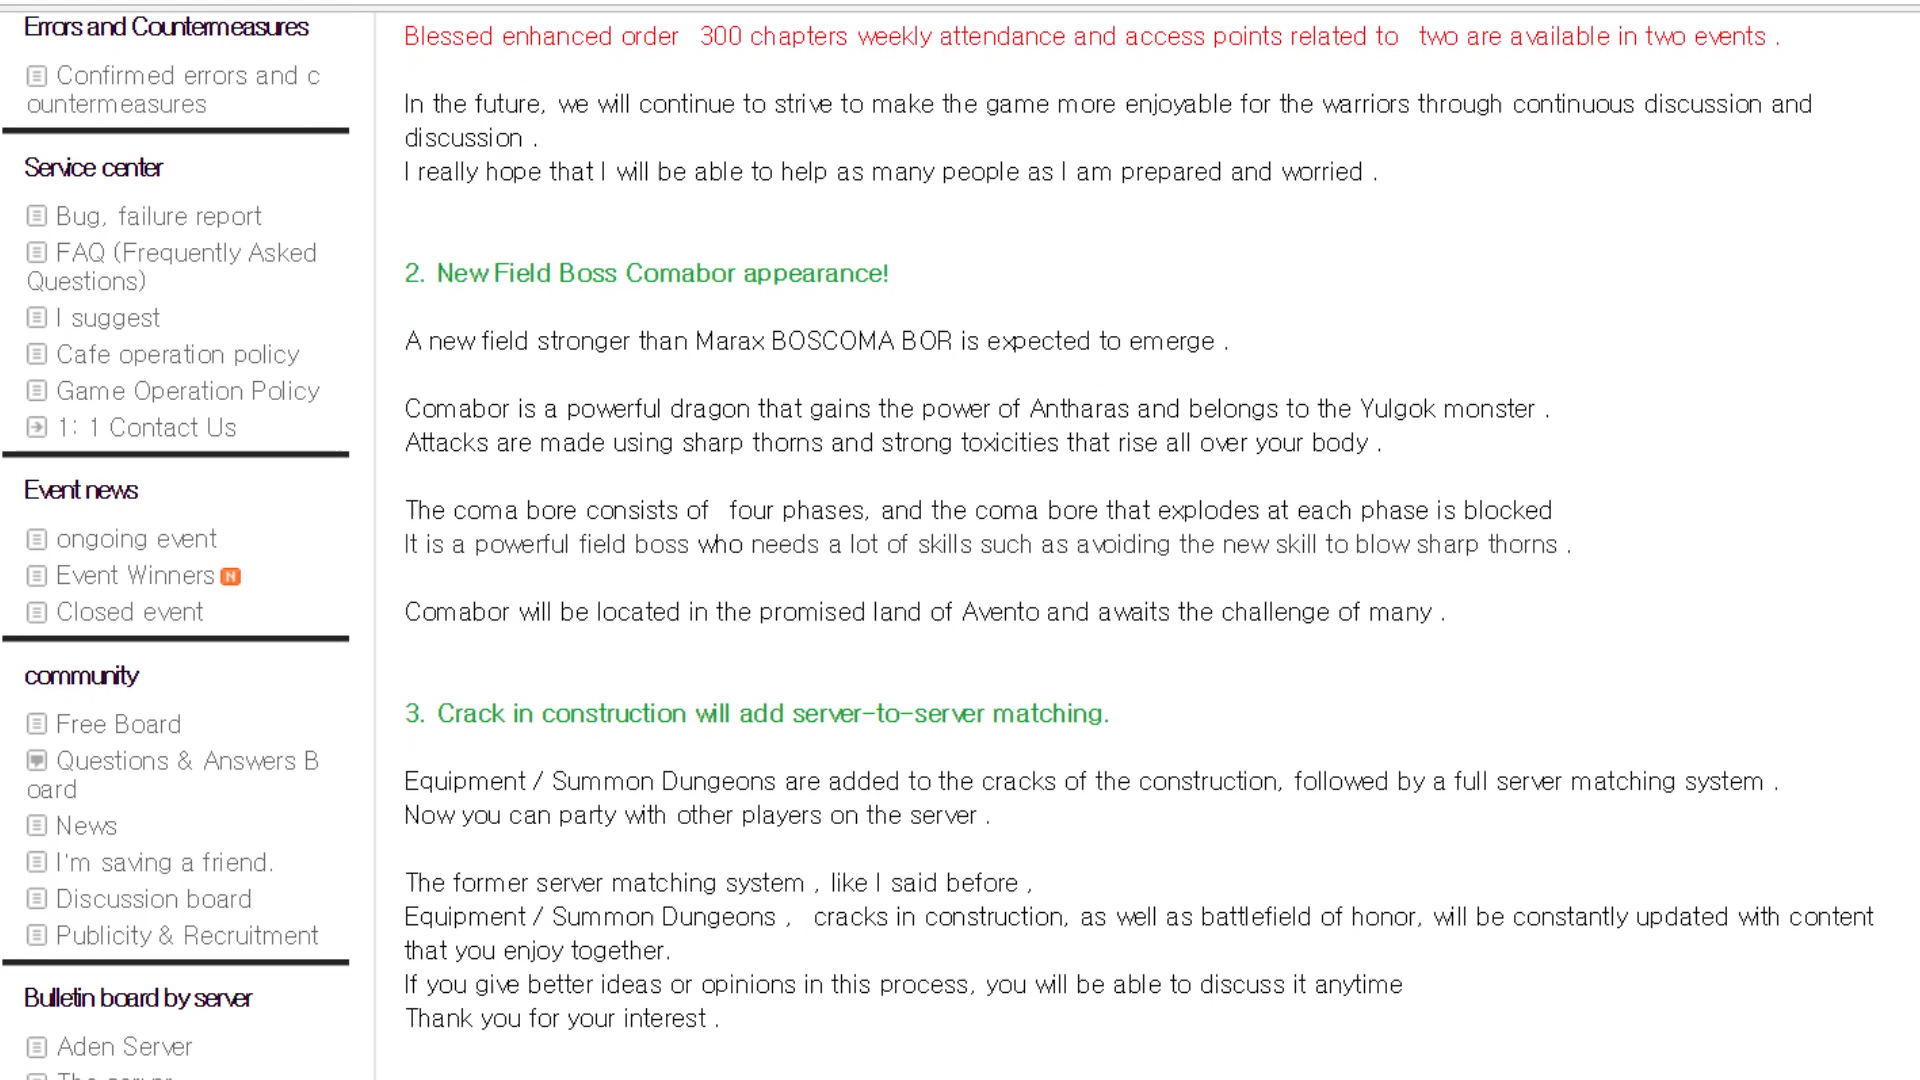 Errors and Countermeasures
Confirmed errors and c
ountermeasures
Service center
Bug, failure report
FAQ (Frequently Asked
Questions)
I suggest
Cafe operation policy
Game Operation Policy
1: 1 Contact Us
Event news
ongoing event
Event Winners N
Closed event
community
Free Board
Questions & Answers B
oard
News
I'm saving a friend.
Discussion board
Publicity & Recruitment
Bulletin board by server
Aden Server
The server
Blessed enhanced order 300 chapters weekly attendance and access points related to two are available in two events .
In the future, we will continue to strive to make the game more enjoyable for the warriors through continuous discussion and
discussion .
I really hope that I will be able to help as many people as I am prepared and worried .
2. New Field Boss Comabor appearance!
A new field stronger than Marax BOSCOMA BOR is expected to emerge .
Comabor is a powerful dragon that gains the power of Antharas and belongs to the Yulgok monster .
Attacks are made using sharp thorns and strong toxicities that rise all over your body .
The coma bore consists of four phases, and the coma bore that explodes at each phase is blocked
It is a powerful field boss who needs a lot of skills such as avoiding the new skill to blow sharp thorns .
Comabor will be located in the promised land of Avento and awaits the challenge of many .
3. Crack in construction will add server-to-server matching.
Equipment / Summon Dungeons are added to the cracks of the construction, followed by a full server matching system .
Now you can party with other players on the server .
The former server matching system , like I said before ,
Equipment / Summon Dungeons , cracks in construction, as well as battlefield of honor, will be constantly updated with content
that you enjoy together.
If you give better ideas or opinions in this process, you will be able to discuss it anytime
Thank you for your interest .